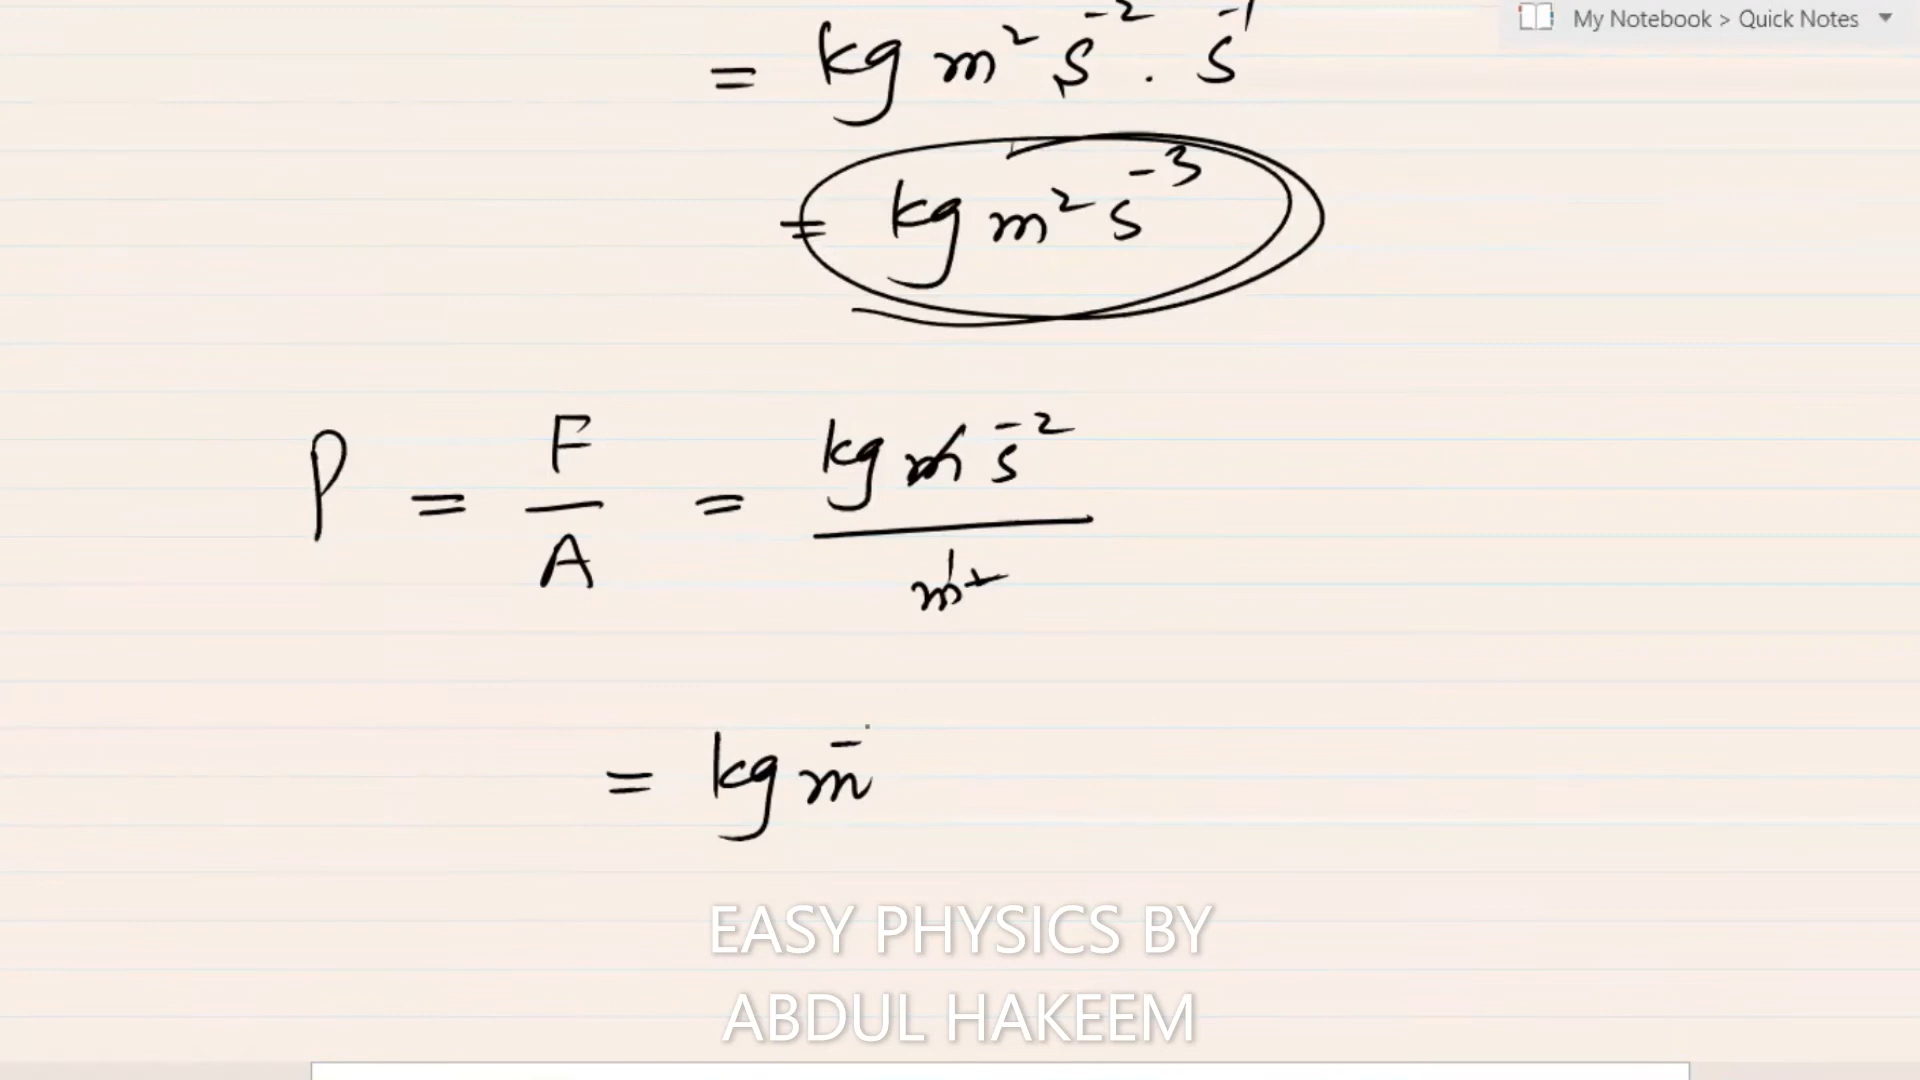 My Notebook > Quick Notes
= kg m² s⁻² . s⁻¹
= kg m² s⁻³
P = F/A = kg m s⁻² / m²
= kg m⁻
EASY PHYSICS BY
ABDUL HAKEEM